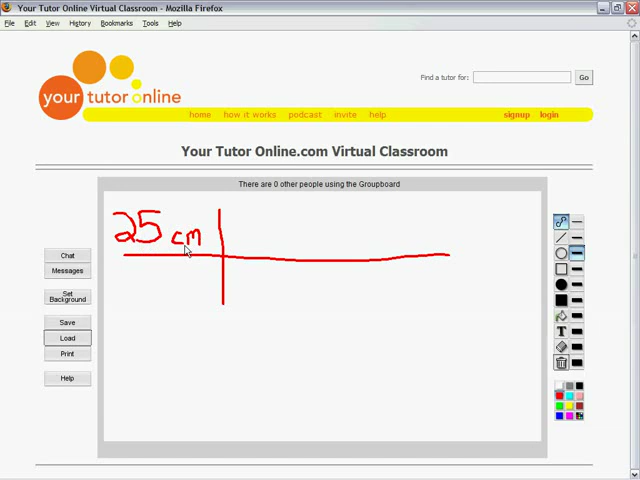 Your Tutor Online Virtual Classroom - Mozilla Firefox
File Edit View History Bookmarks Tools Help
your tutor online
Find a tutor for: Go
home how it works podcast invite help signup login
Your Tutor Online.com Virtual Classroom
There are 0 other people using the Groupboard
25 cm
Chat
Messages
Set
Background
Save
Load
Print
Help
T